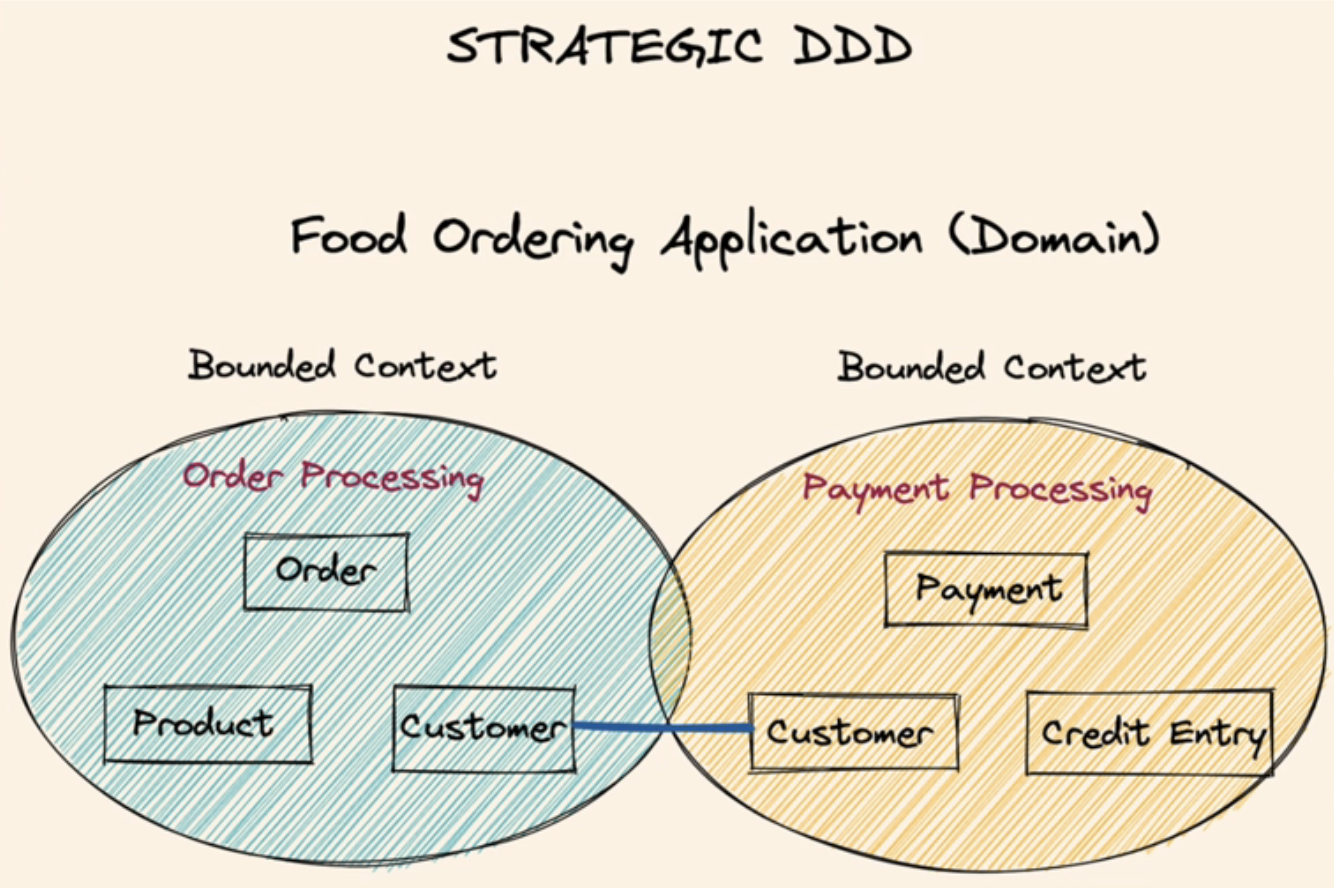 STRATEGIC DDD
Food Ordering Application (Domain)
Bounded Context
Bounded Context
Order Processing
Payment Processing
Order
Payment
Product
Customer
Customer
Credit Entry